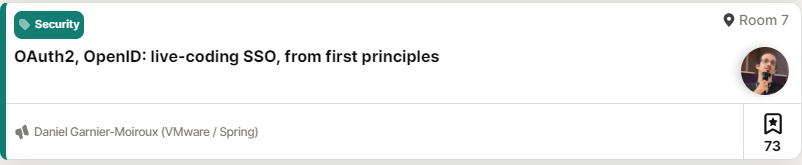 Security
Room 7
OAuth2, OpenID: live-coding SSO, from first principles
Daniel Garnier-Moiroux (VMware / Spring)
73